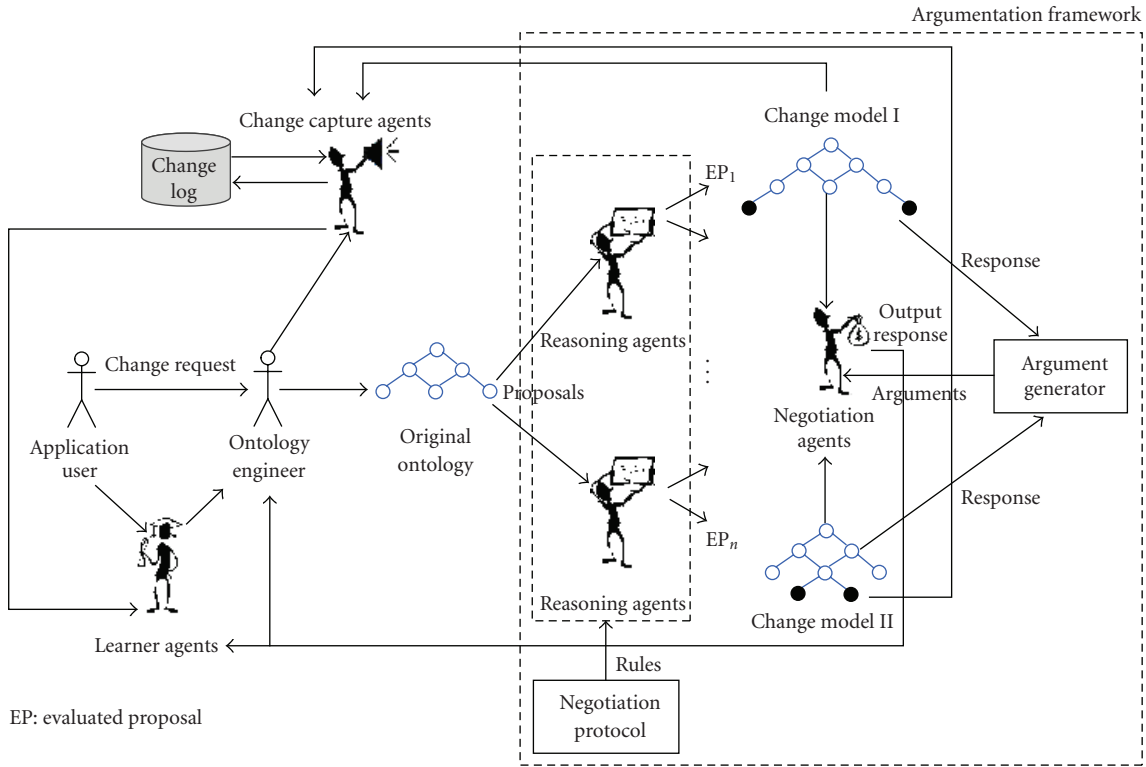 Argumentation framework
Change capture agents
Change model I
Change
log
EP1
Response
Output
response
Reasoning agents
Change request
Proposals
Argument
generator
Arguments
Application
user
Ontology
engineer
Original
ontology
Negotiation
agents
Response
EPn
Reasoning agents
Change model II
Learner agents
Rules
EP: evaluated proposal
Negotiation
protocol